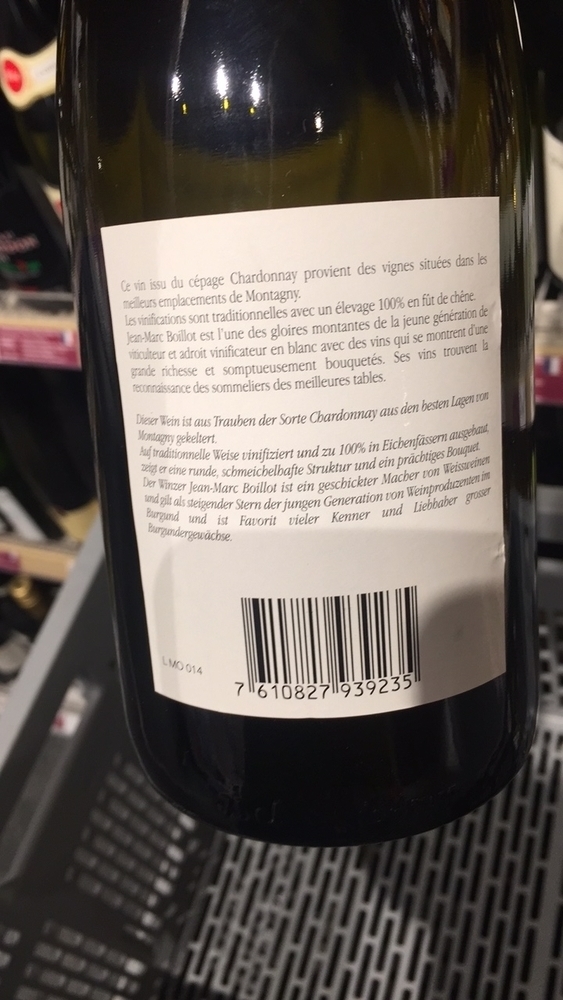 Ce vin issu du cépage Chardonnay provient des vignes situées dans les
meilleurs emplacements de Montagny.
Les vinifications sont traditionnelles avec un élevage 100% en fût de chêne.
Jean-Marc Boillot est l'une des gloires montantes de la jeune génération de
viticulteur et adroit vinificateur en blanc avec des vins qui se montrent d'une
grande richesse et somptueusement bouquetés. Ses vins trouvent la
reconnaissance des sommeliers des meilleures tables.
Dieser Wein ist aus Trauben der Sorte Chardonnay aus den besten Lagen von
Montagny gekeltert.
Auf traditionnelle Weise vinifiziert und zu 100% in Eichenfässern ausgebaut,
zeigt er eine runde, schmeichelhafte Struktur und ein prächtiges Bouquet.
Der Winzer Jean-Marc Boillot ist ein geschickter Macher von Weissweinen
und gilt als steigender Stern der jungen Generation von Weinproduzenten im
Burgund und ist Favorit vieler Kenner und Liebhaber grosser
Burgundergewächse.
L MO 014
7 610827 939235